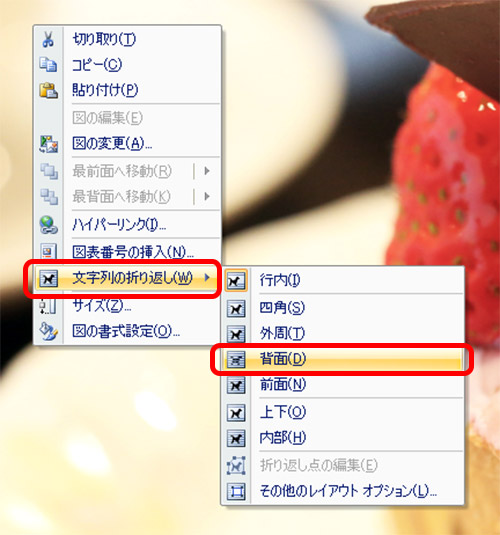 切り取り(T)
コピー(C)
貼り付け(P)
図の編集(E)
図の変更(A)...
最前面へ移動(R)
最背面へ移動(K)
ハイパーリンク(I)...
図表番号の挿入(N)...
文字列の折り返し(W)
サイズ(Z)...
図の書式設定(O)...
行内(I)
四角(S)
外周(T)
背面(D)
前面(N)
上下(O)
内部(H)
折り返し点の編集(E)
その他のレイアウト オプション(L)...